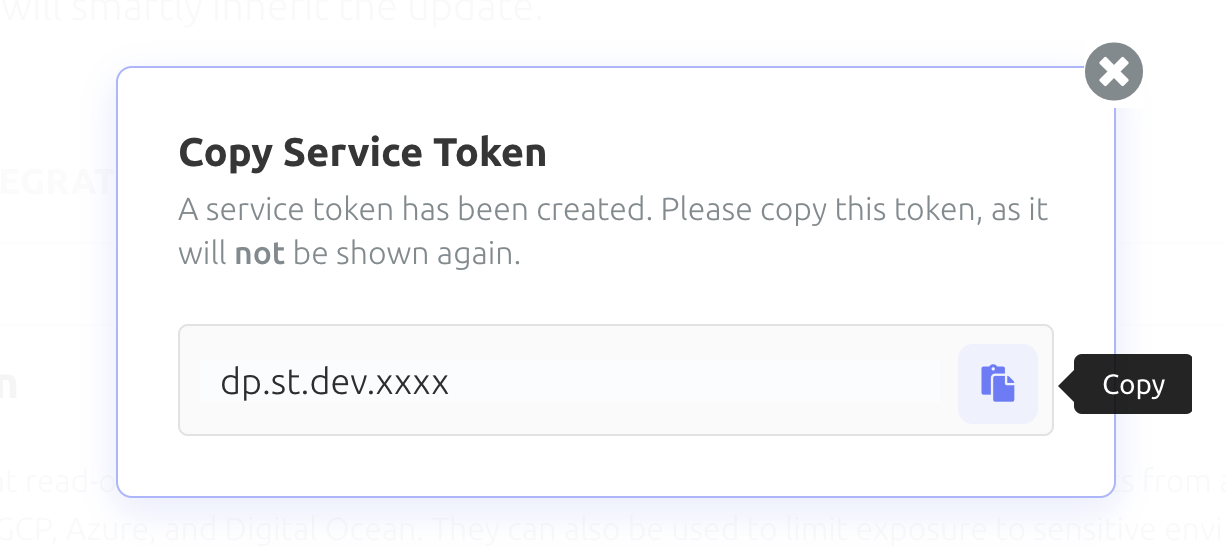 will smartly inherit the update.
Copy Service Token
EGRAT
A service token has been created. Please copy this token, as it
will not be shown again.
dp.st.dev.xxxx
Copy
n
at read-o
s from a
GCP, Azure, and Digital Ocean. They can also be used to limit exposure to sensitive envi